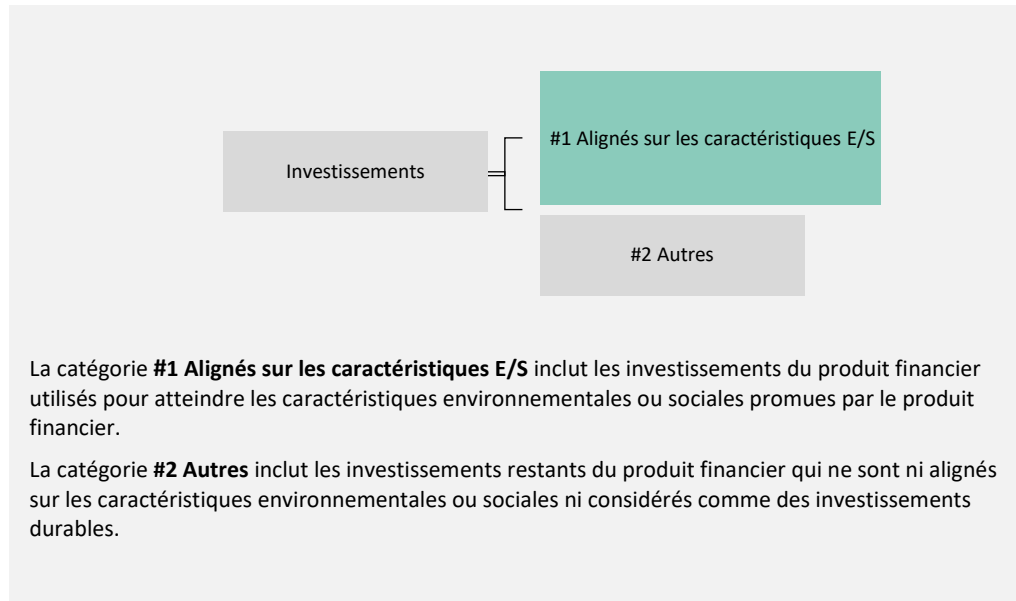 #1 Alignés sur les caractéristiques E/S
Investissements
#2 Autres
La catégorie #1 Alignés sur les caractéristiques E/S inclut les investissements du produit financier
utilisés pour atteindre les caractéristiques environnementales ou sociales promues par le produit
financier.
La catégorie #2 Autres inclut les investissements restants du produit financier qui ne sont ni alignés
sur les caractéristiques environnementales ou sociales ni considérés comme des investissements
durables.